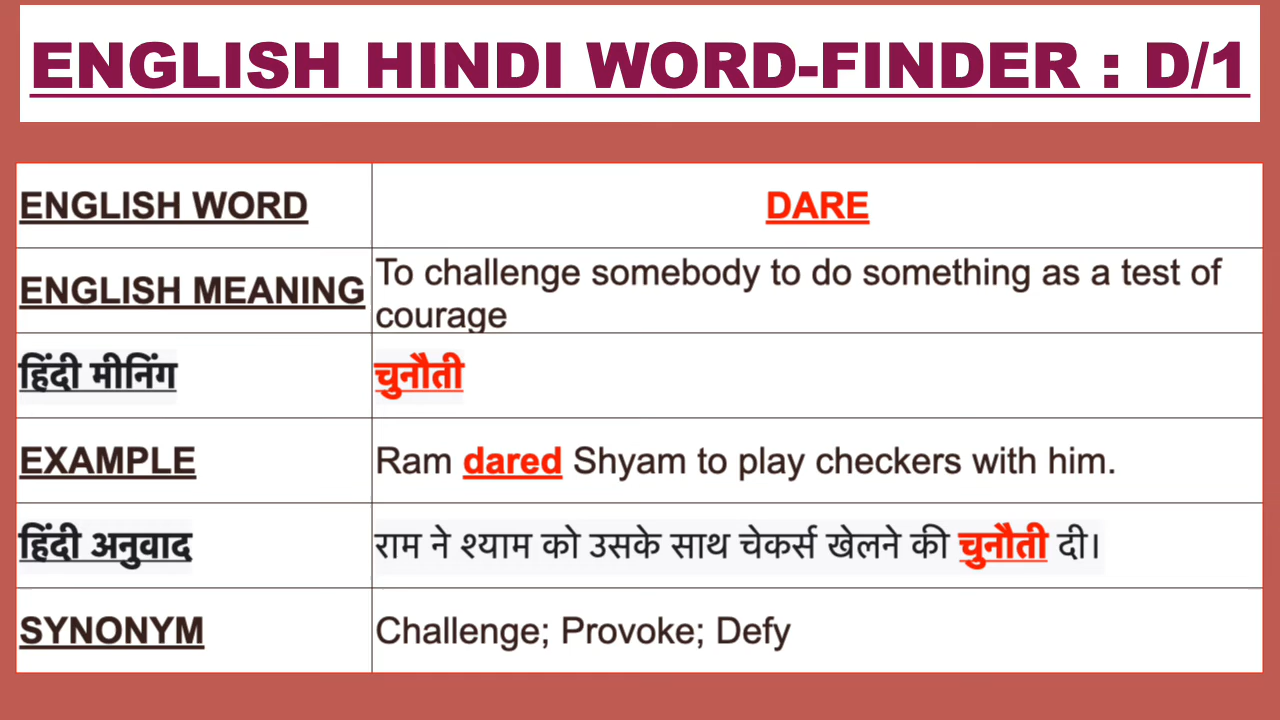 ENGLISH HINDI WORD-FINDER : D/1
ENGLISH WORD
DARE
ENGLISH MEANING
To challenge somebody to do something as a test of
courage
हिंदी मीनिंग
चुनौती
EXAMPLE
Ram dared Shyam to play checkers with him.
हिंदी अनुवाद
राम ने श्याम को उसके साथ चेकर्स खेलने की चुनौती दी।
SYNONYM
Challenge; Provoke; Defy